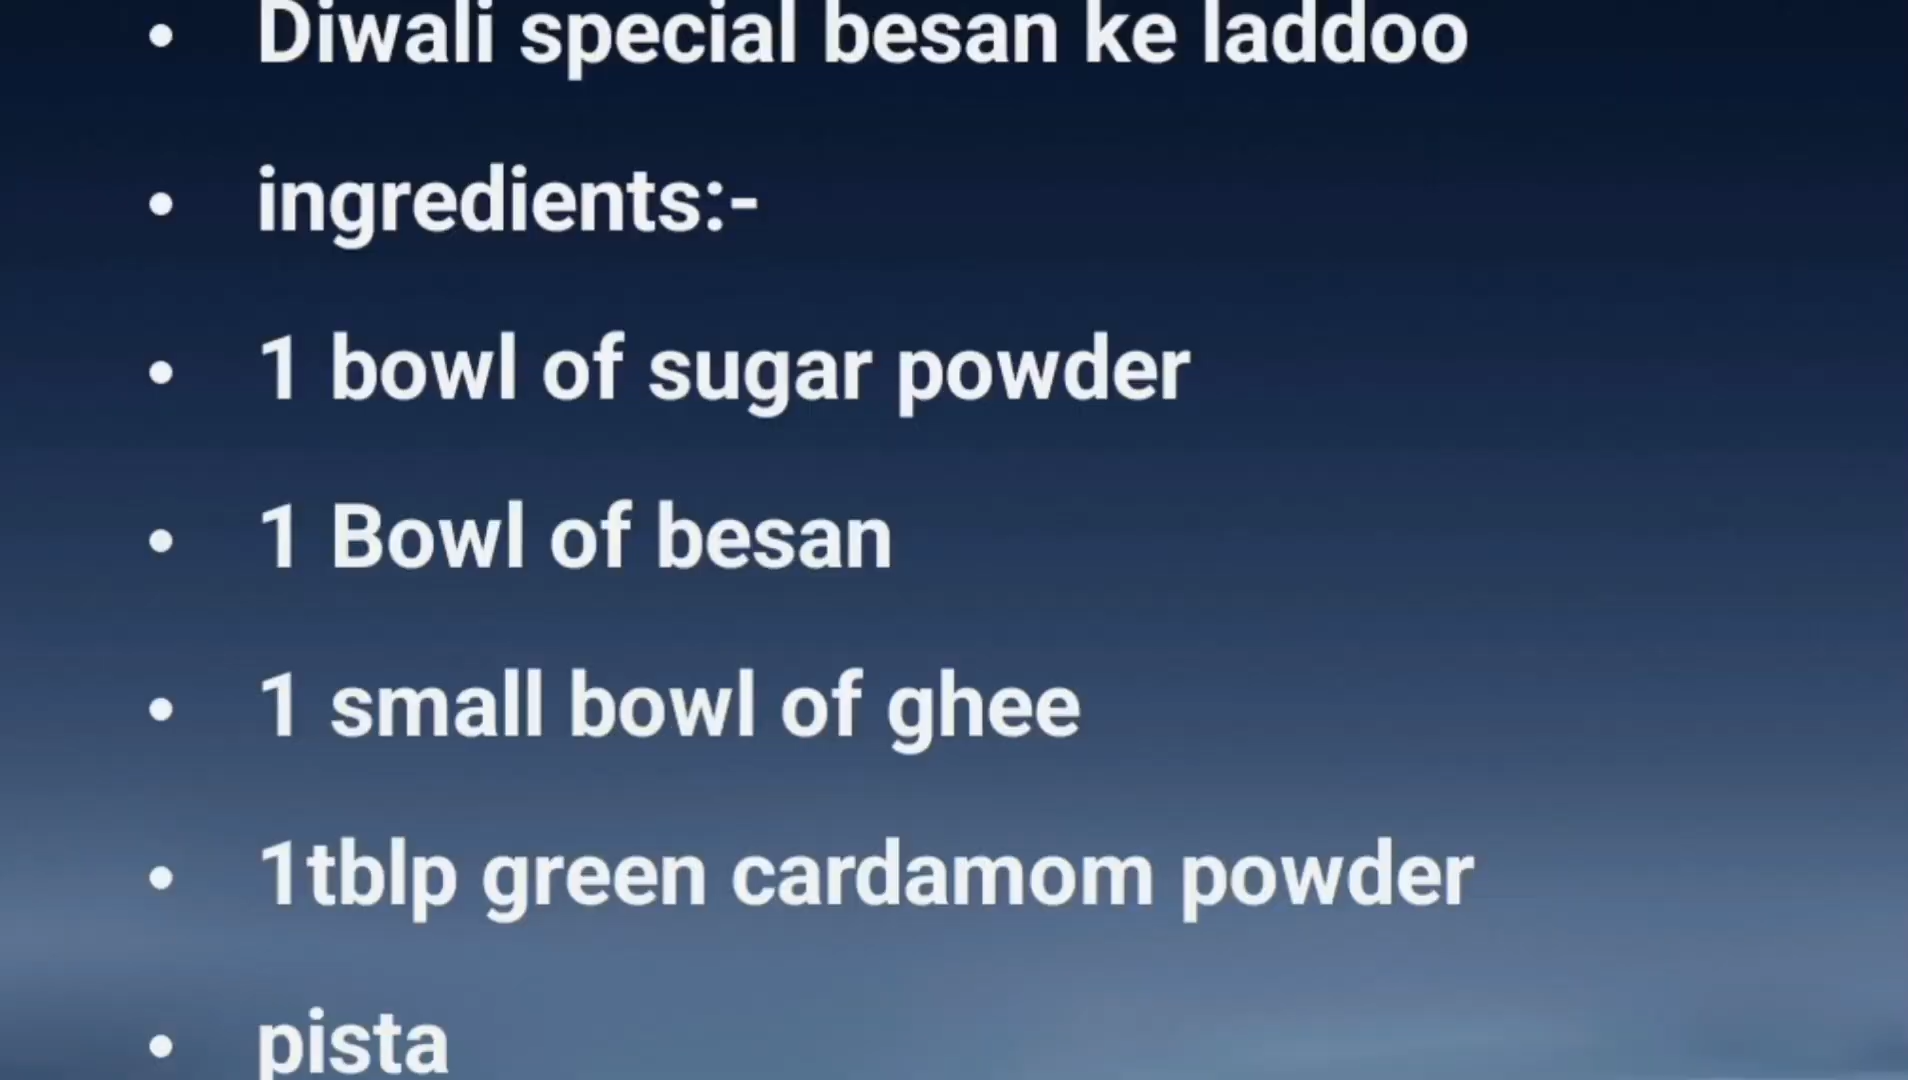 • Diwali special besan ke laddoo
• ingredients:-
• 1 bowl of sugar powder
• 1 Bowl of besan
• 1 small bowl of ghee
• 1tblp green cardamom powder
• pista